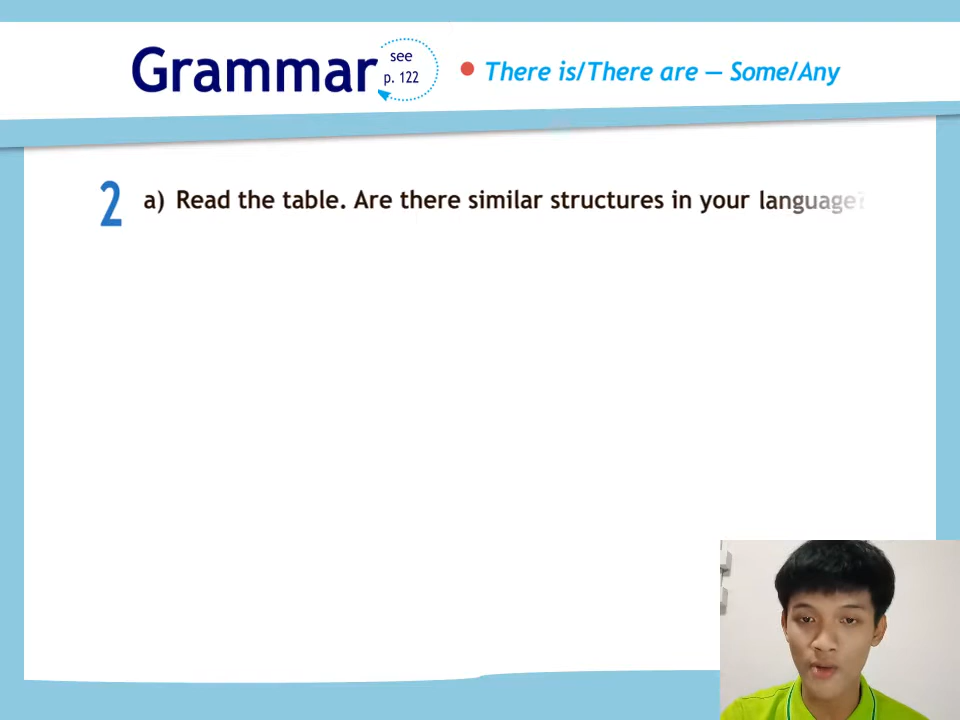 Grammar see p. 122 • There is/There are — Some/Any
2 a) Read the table. Are there similar structures in your language?